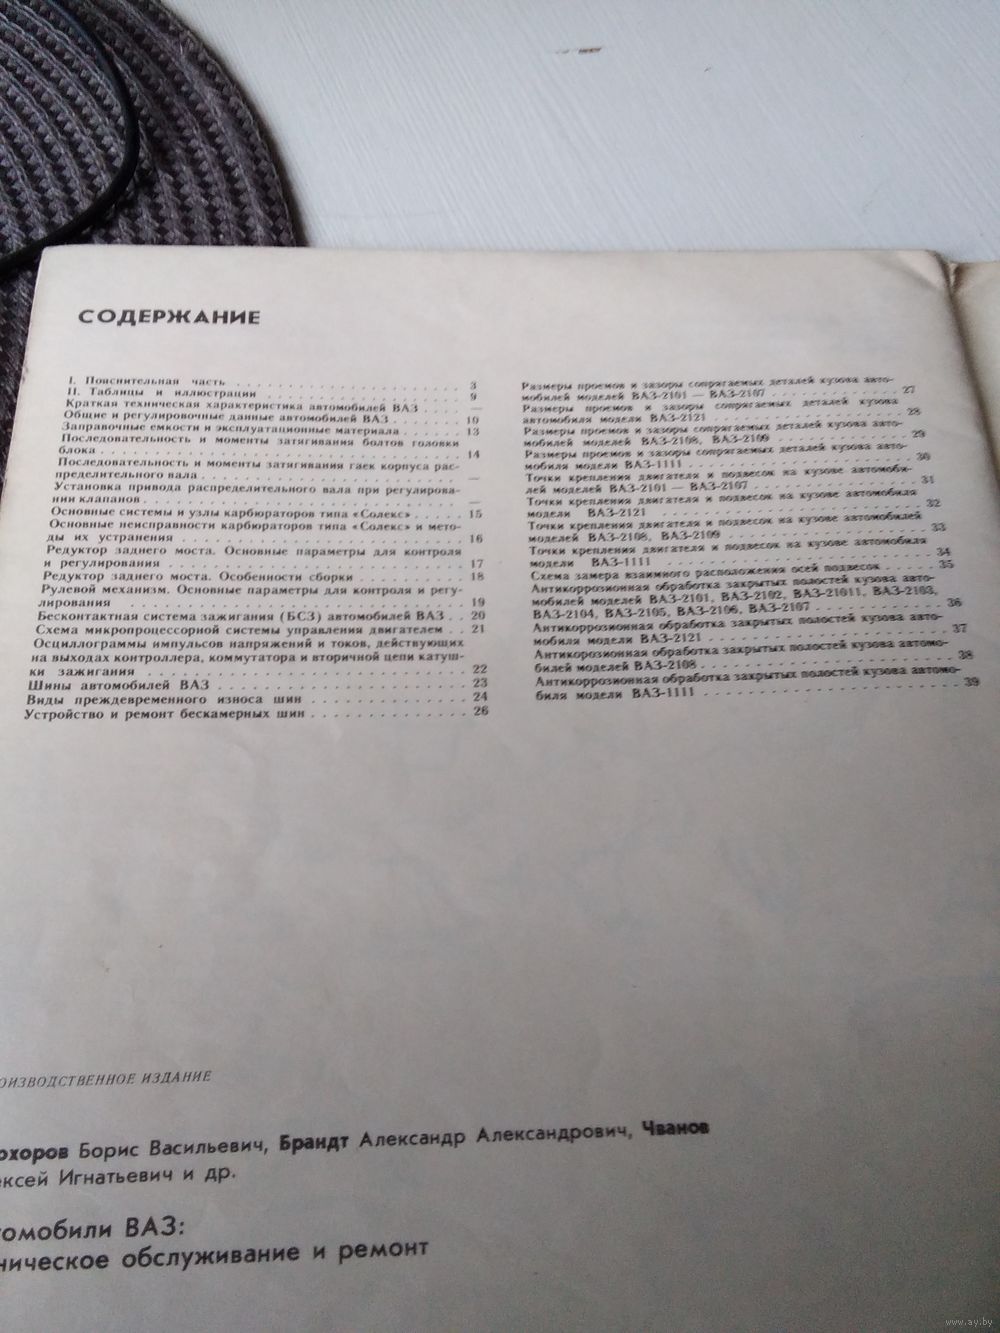 СОДЕРЖАНИЕ
I. Пояснительная часть . . . 3
II. Таблицы и иллюстрации . . . 9
Краткая техническая характеристика автомобилей ВАЗ . . . —
Общие и регулировочные данные автомобилей ВАЗ . . . 10
Заправочные емкости и эксплуатационные материалы . . . 13
Последовательность и моменты затягивания болтов головки
блока . . . 14
Последовательность и моменты затягивания гаек корпуса рас-
пределительного вала . . . —
Установка привода распределительного вала при регулирова-
нии клапанов . . . —
Основные системы и узлы карбюраторов типа «Солекс» . . . 15
Основные неисправности карбюраторов типа «Солекс» и мето-
ды их устранения . . . 16
Редуктор заднего моста. Основные параметры для контроля
и регулирования . . . 17
Редуктор заднего моста. Особенности сборки . . . 18
Рулевой механизм. Основные параметры для контроля и регу-
лирования . . . 19
Бесконтактная система зажигания (БСЗ) автомобилей ВАЗ . . 20
Схема микропроцессорной системы управления двигателем . . 21
Осциллограммы импульсов напряжений и токов, действующих
на выходах контроллера, коммутатора и вторичной цепи катуш-
ки зажигания . . . 22
Шины автомобилей ВАЗ . . . 23
Виды преждевременного износа шин . . . 24
Устройство и ремонт бескамерных шин . . . 26
Размеры проемов и зазоры сопрягаемых деталей кузова авто-
мобилей моделей ВАЗ-2101 — ВАЗ-2107 . . . 27
Размеры проемов и зазоры сопрягаемых деталей кузова
автомобиля модели ВАЗ-2121 . . . 28
Размеры проемов и зазоры сопрягаемых деталей кузова авто-
мобилей моделей ВАЗ-2108, ВАЗ-2109 . . . 29
Размеры проемов и зазоры сопрягаемых деталей кузова авто-
мобиля модели ВАЗ-1111 . . . 30
Точки крепления двигателя и подвесок на кузове автомоби-
лей моделей ВАЗ-2101 — ВАЗ-2107 . . . 31
Точки крепления двигателя и подвесок на кузове автомобиля
модели ВАЗ-2121 . . . 32
Точки крепления двигателя и подвесок на кузове автомобилей
моделей ВАЗ-2108, ВАЗ-2109 . . . 33
Точки крепления двигателя и подвесок на кузове автомобиля
модели ВАЗ-1111 . . . 34
Схема замера взаимного расположения осей подвесок . . . 35
Антикоррозионная обработка закрытых полостей кузова авто-
мобилей моделей ВАЗ-2101, ВАЗ-2102, ВАЗ-21011, ВАЗ-2103,
ВАЗ-2104, ВАЗ-2105, ВАЗ-2106, ВАЗ-2107 . . . 36
Антикоррозионная обработка закрытых полостей кузова авто-
мобиля модели ВАЗ-2121 . . . 37
Антикоррозионная обработка закрытых полостей кузова автомо-
билей моделей ВАЗ-2108 . . . 38
Антикоррозионная обработка закрытых полостей кузова автомо-
биля модели ВАЗ-1111 . . . 39
ОИЗВОДСТВЕННОЕ ИЗДАНИЕ
охоров Борис Васильевич, Брандт Александр Александрович, Чванов
ексей Игнатьевич и др.
томобили ВАЗ:
ническое обслуживание и ремонт
www.ay.by